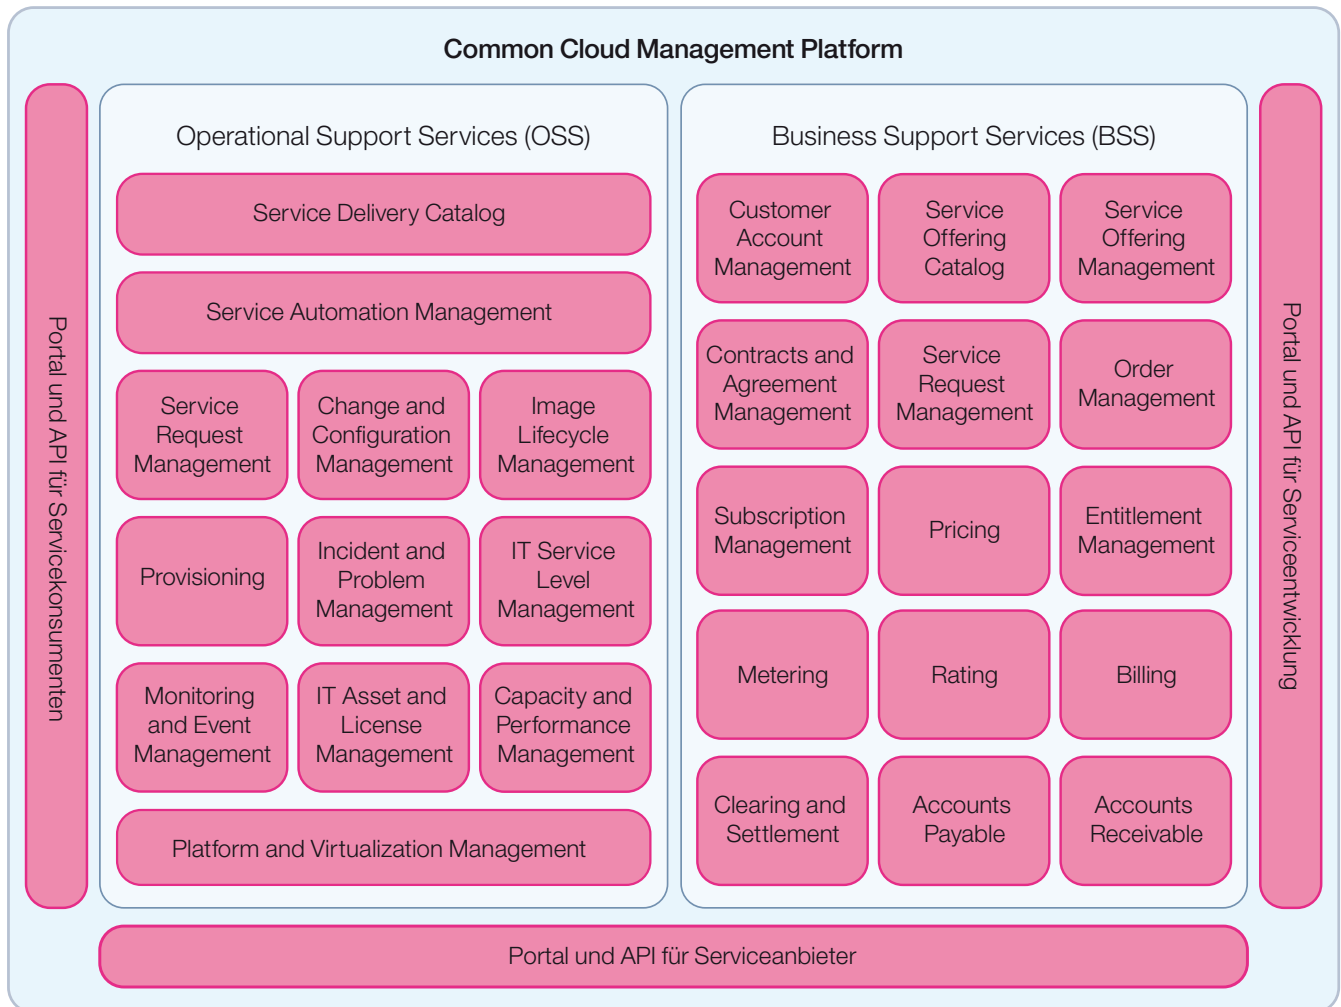 Common Cloud Management Platform
Portal und API für Servicekonsumenten
Operational Support Services (OSS)
Service Delivery Catalog
Service Automation Management
Service
Request
Management
Change and
Configuration
Management
Image
Lifecycle
Management
Provisioning
Incident and
Problem
Management
IT Service
Level
Management
Monitoring
and Event
Management
IT Asset and
License
Management
Capacity and
Performance
Management
Platform and Virtualization Management
Business Support Services (BSS)
Customer
Account
Management
Service
Offering
Catalog
Service
Offering
Management
Contracts and
Agreement
Management
Service
Request
Management
Order
Management
Subscription
Management
Pricing
Entitlement
Management
Metering
Rating
Billing
Clearing and
Settlement
Accounts
Payable
Accounts
Receivable
Portal und API für Serviceentwicklung
Portal und API für Serviceanbieter